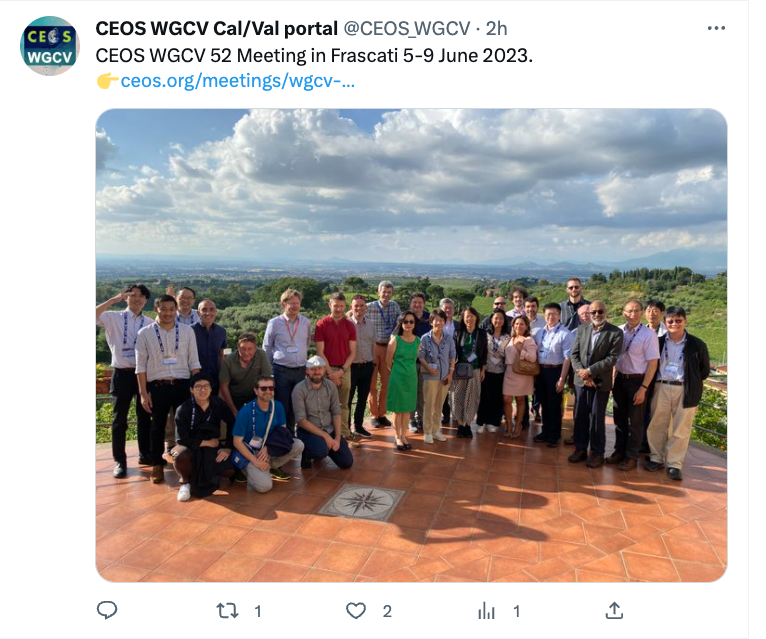 CEOS
WGCV
CEOS WGCV Cal/Val portal @CEOS_WGCV · 2h
CEOS WGCV 52 Meeting in Frascati 5-9 June 2023.
👉ceos.org/meetings/wgcv-...
1
2
1